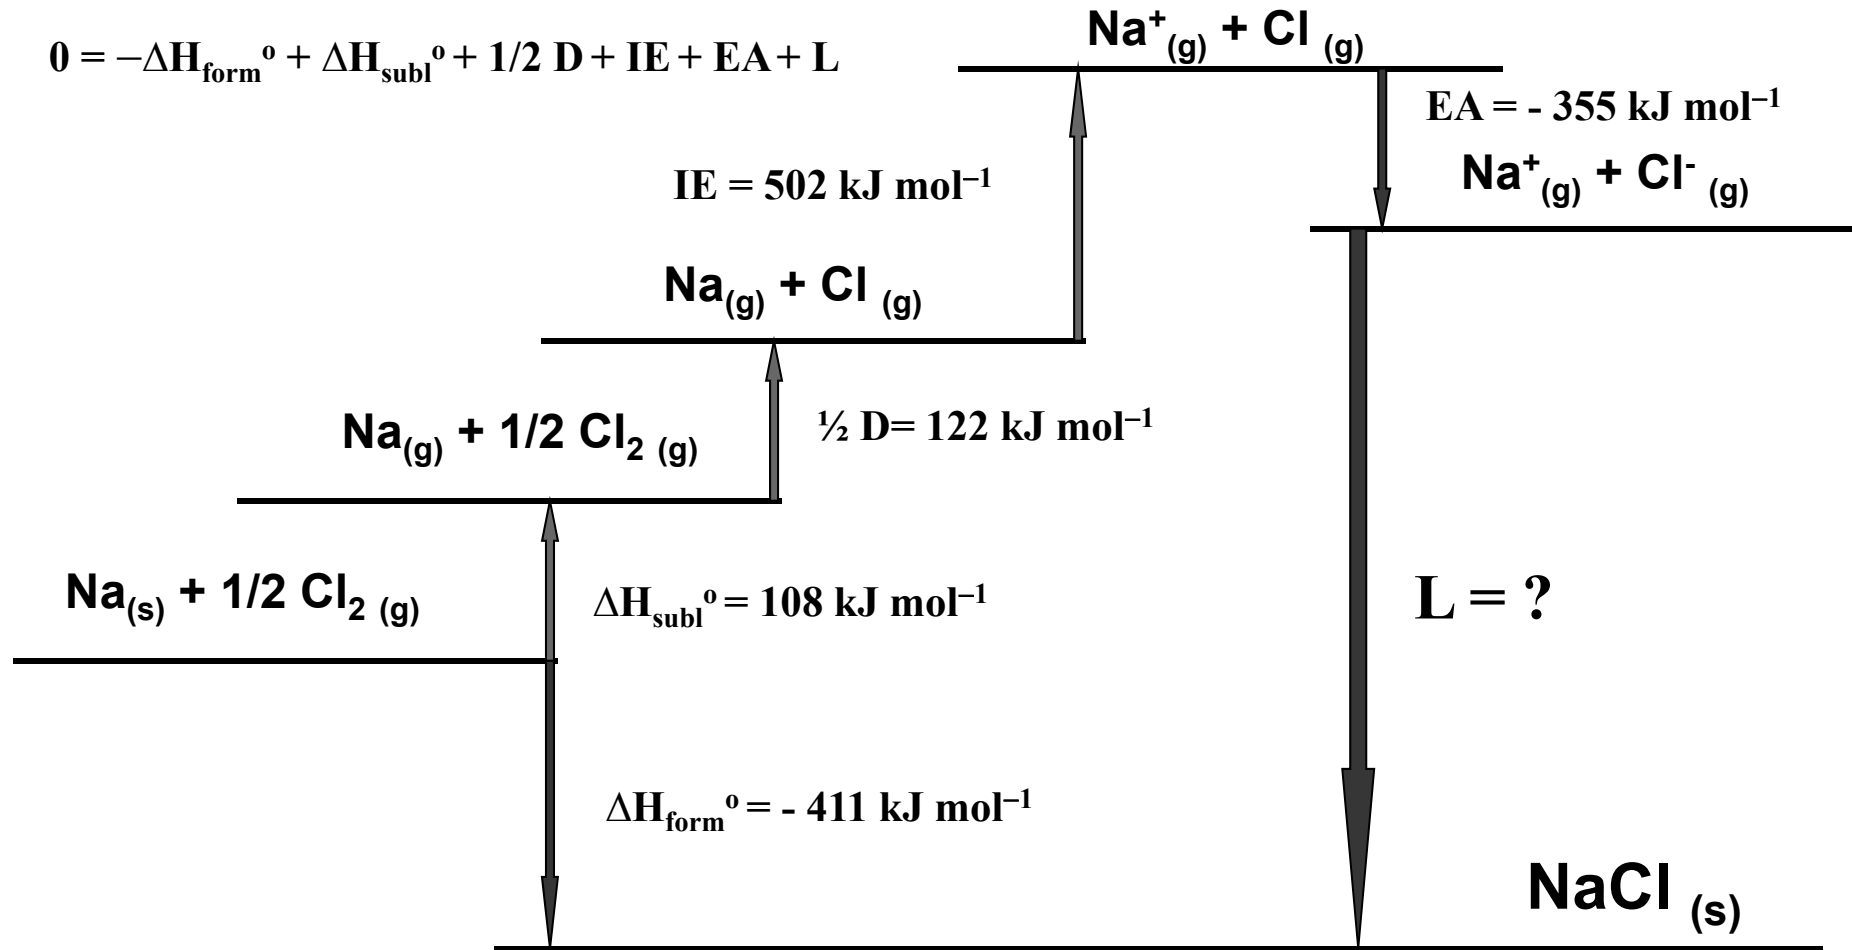 Na⁺(g) + Cl (g)
0 = –ΔHformº + ΔHsublº + 1/2 D + IE + EA + L
EA = - 355 kJ mol–1
IE = 502 kJ mol–1
Na⁺(g) + Cl⁻ (g)
Na(g) + Cl (g)
Na(g) + 1/2 Cl₂ (g)
½ D= 122 kJ mol–1
Na(s) + 1/2 Cl₂ (g)
ΔHsublº = 108 kJ mol–1
L = ?
ΔHformº = - 411 kJ mol–1
NaCl (s)